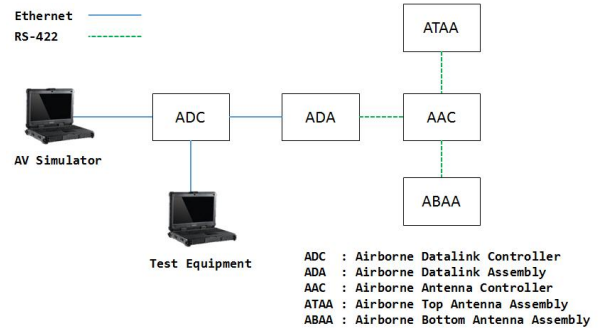 Ethernet
RS-422
ATAA
ADC
ADA
AAC
AV Simulator
ABAA
Test Equipment
ADC : Airborne Datalink Controller
ADA : Airborne Datalink Assembly
AAC : Airborne Antenna Controller
ATAA : Airborne Top Antenna Assembly
ABAA : Airborne Bottom Antenna Assembly